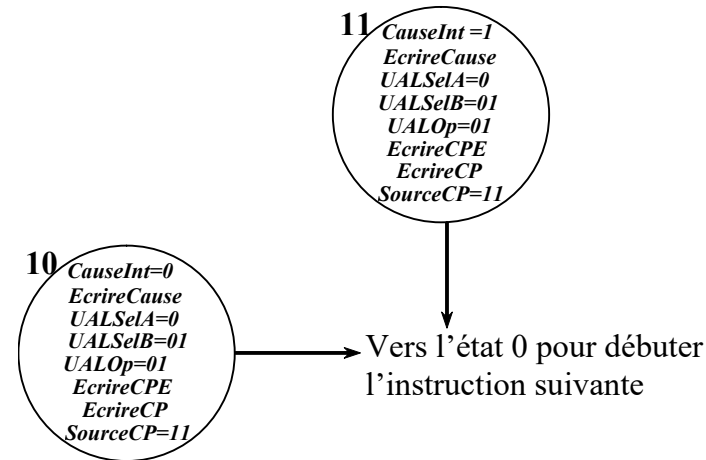 11
CauseInt =1
EcrireCause
UALSelA=0
UALSelB=01
UALOp=01
EcrireCPE
EcrireCP
SourceCP=11
10
CauseInt=0
EcrireCause
UALSelA=0
UALSelB=01
UALOp=01
EcrireCPE
EcrireCP
SourceCP=11
Vers l'état 0 pour débuter
l'instruction suivante